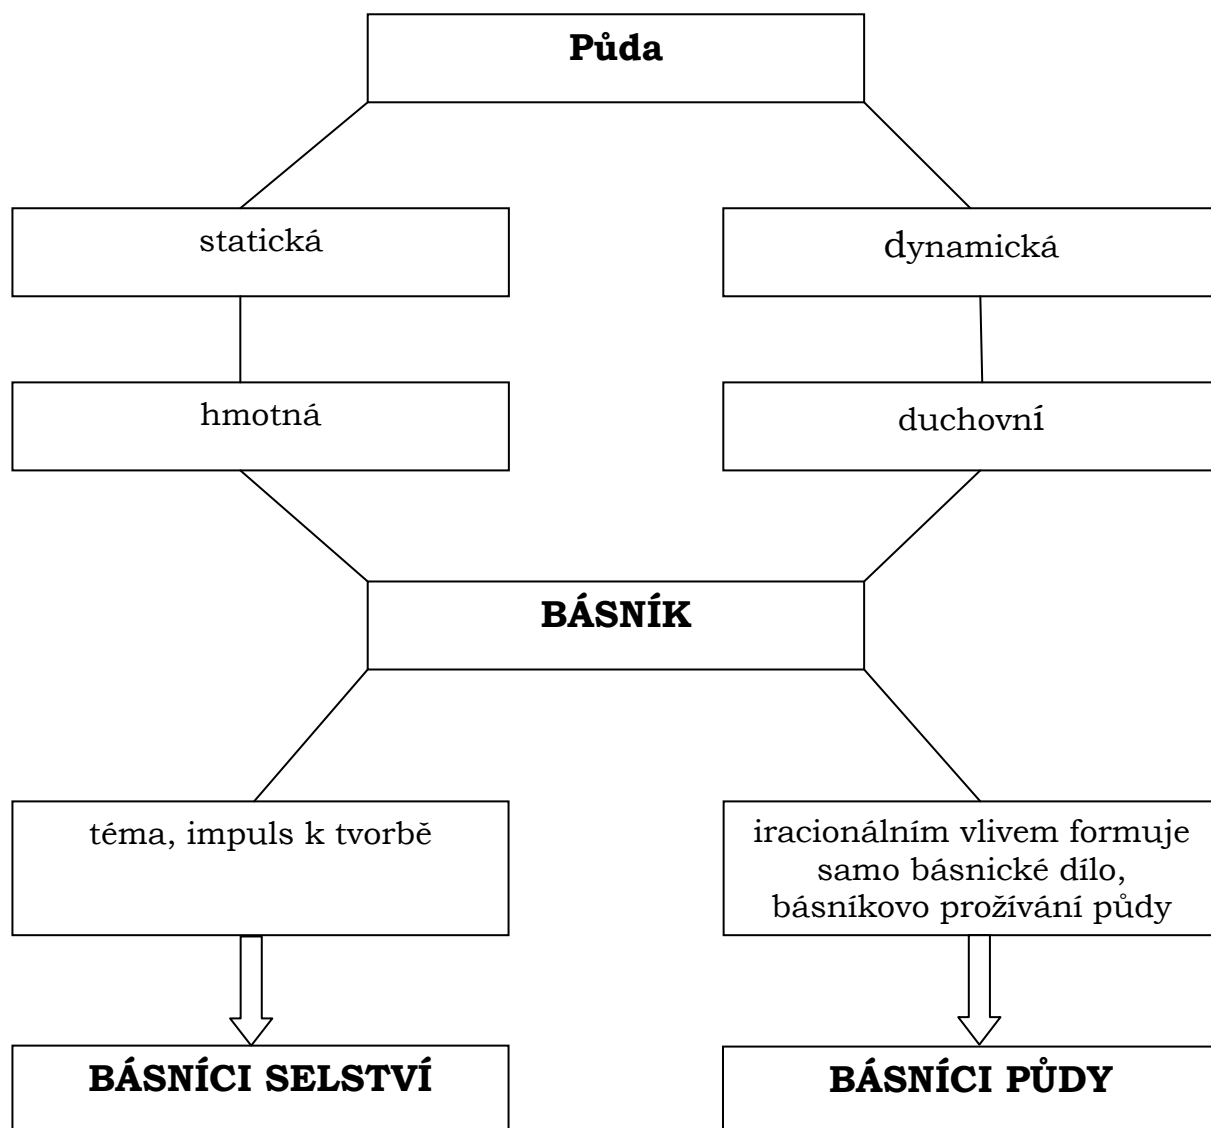 Půda
statická
dynamická
hmotná
duchovní
BÁSNÍK
téma, impuls k tvorbě
iracionálním vlivem formuje
samo básnické dílo,
básníkovo prožívání půdy
BÁSNÍCI SELSTVÍ
BÁSNÍCI PŮDY